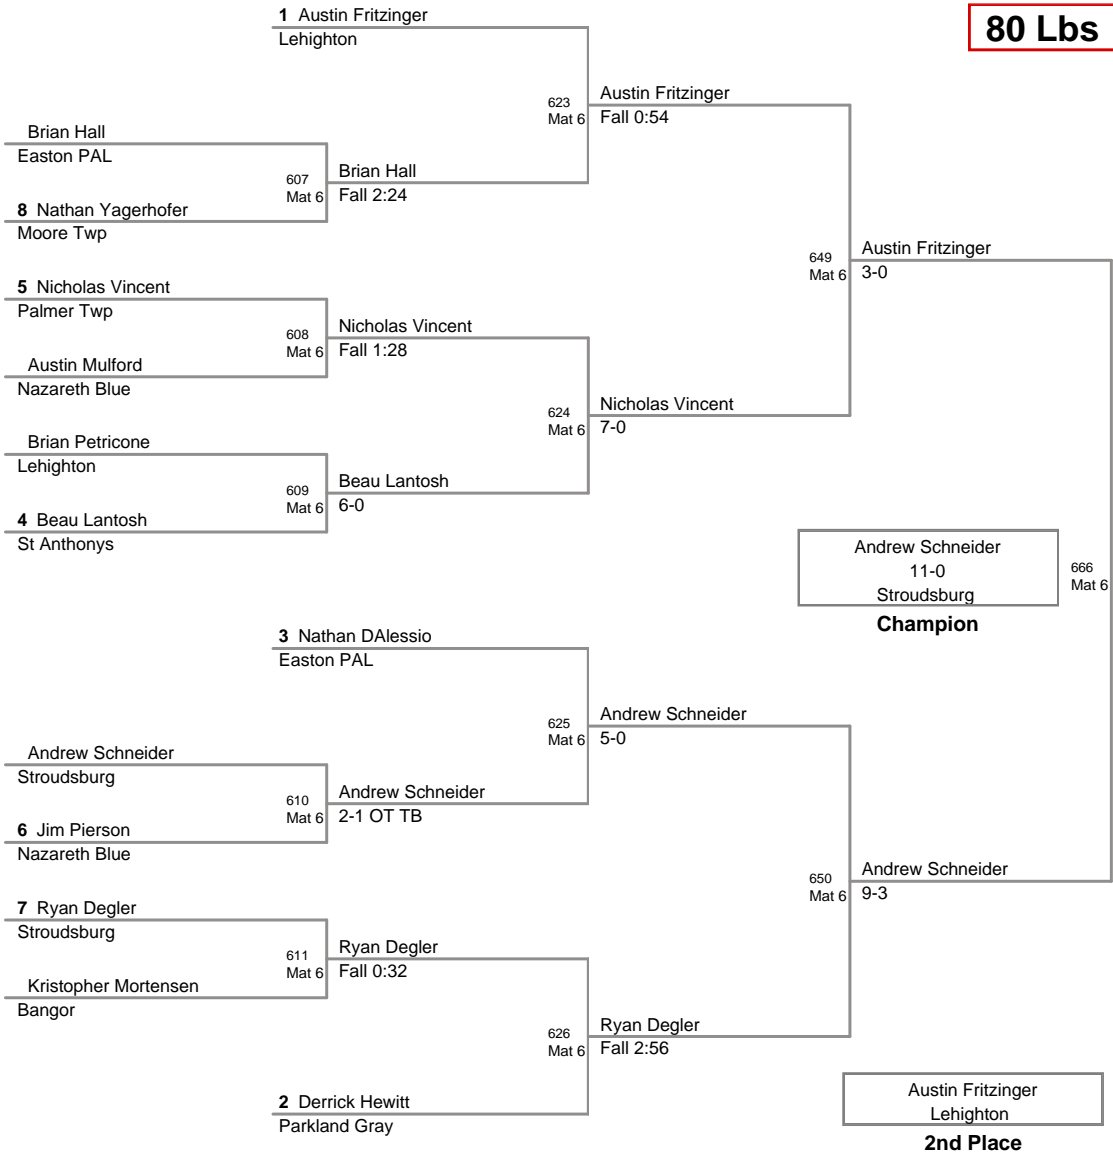 1 Austin Fritzinger
Lehighton
80 Lbs
623
Mat 6
Austin Fritzinger
Fall 0:54
Brian Hall
Easton PAL
607
Mat 6
Brian Hall
Fall 2:24
8 Nathan Yagerhofer
Moore Twp
649
Mat 6
Austin Fritzinger
3-0
5 Nicholas Vincent
Palmer Twp
608
Mat 6
Nicholas Vincent
Fall 1:28
Austin Mulford
Nazareth Blue
624
Mat 6
Nicholas Vincent
7-0
Brian Petricone
Lehighton
609
Mat 6
Beau Lantosh
6-0
4 Beau Lantosh
St Anthonys
Andrew Schneider
11-0
Stroudsburg
Champion
666
Mat 6
3 Nathan DAlessio
Easton PAL
625
Mat 6
Andrew Schneider
5-0
Andrew Schneider
Stroudsburg
610
Mat 6
Andrew Schneider
2-1 OT TB
6 Jim Pierson
Nazareth Blue
650
Mat 6
Andrew Schneider
9-3
7 Ryan Degler
Stroudsburg
611
Mat 6
Ryan Degler
Fall 0:32
Kristopher Mortensen
Bangor
626
Mat 6
Ryan Degler
Fall 2:56
2 Derrick Hewitt
Parkland Gray
Austin Fritzinger
Lehighton
2nd Place